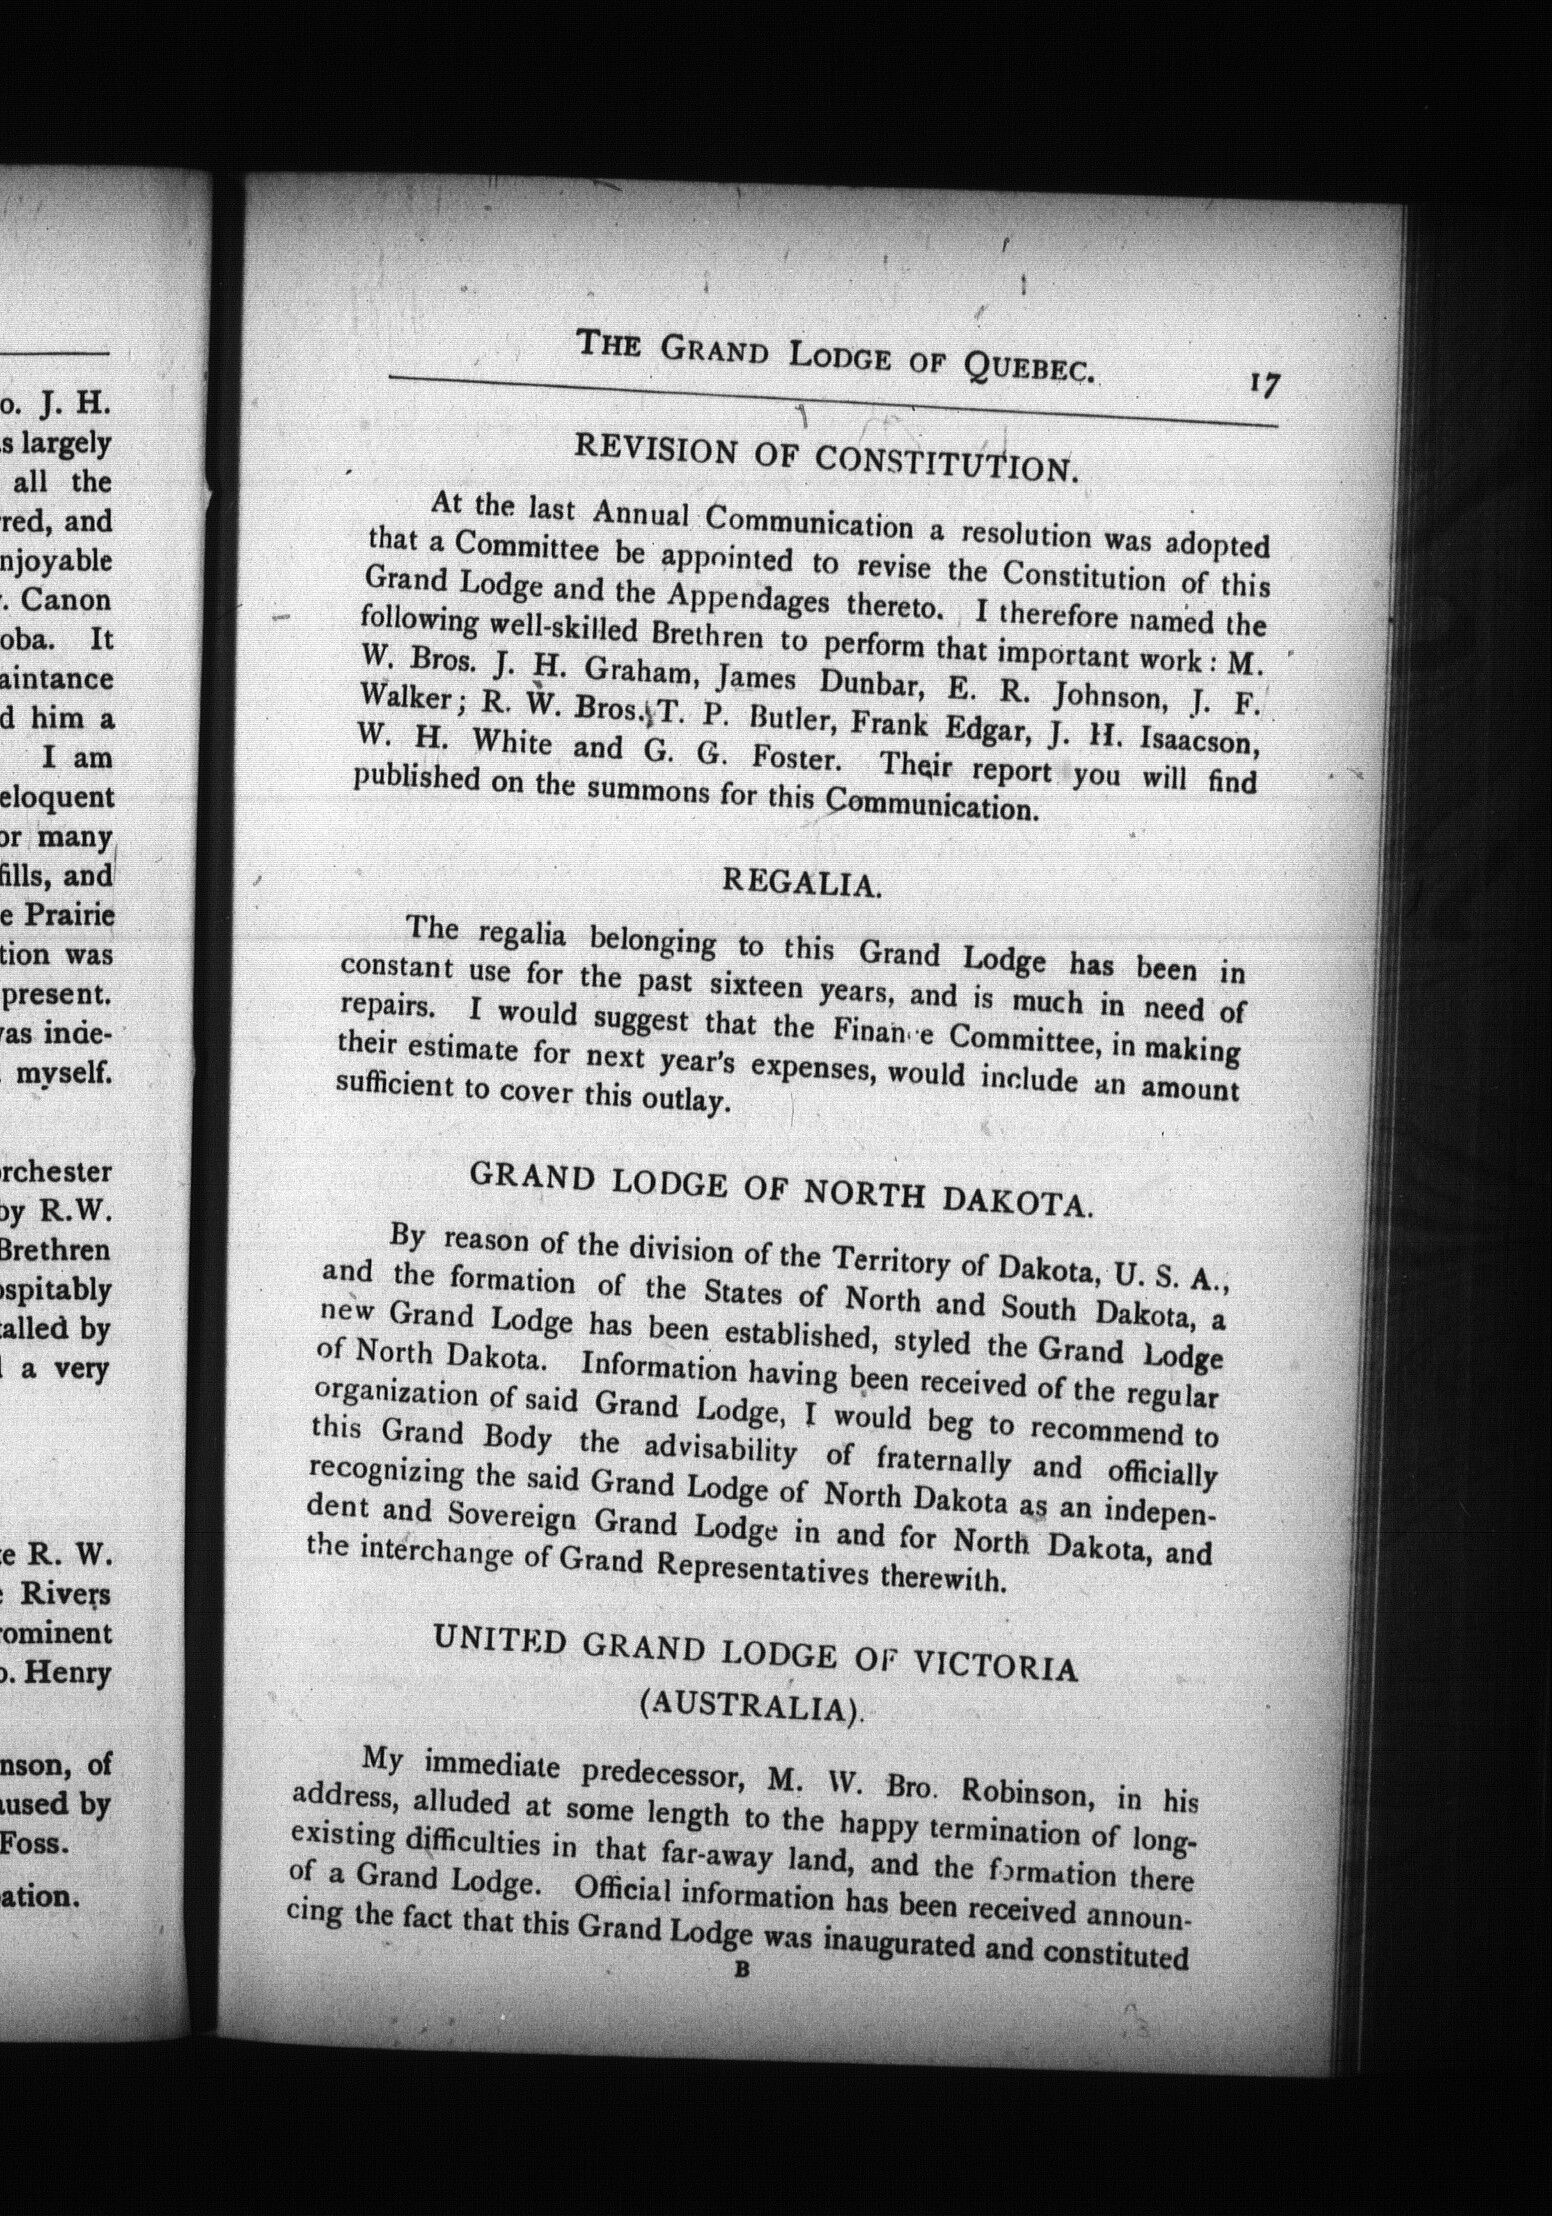 o. J. H.
s largely
all the
red, and
njoyable
. Canon
oba. It
aintance
d him a
I am
eloquent
or many
fills, and
e Prairie
tion was
present.
vas inde-
myself.
orchester
by R.W.
Brethren
ospitably
talled by
l a very
e R. W.
e Rivers
rominent
o. Henry
nson, of
aused by
Foss.
ation.
THE GRAND LODGE OF QUEBEC. 17
REVISION OF CONSTITUTION.
At the last Annual Communication a resolution was adopted
that a Committee be appointed to revise the Constitution of this
Grand Lodge and the Appendages thereto. I therefore named the
following well-skilled Brethren to perform that important work : M.
W. Bros. J. H. Graham, James Dunbar, E. R. Johnson, J. F.
Walker ; R. W. Bros. T. P. Butler, Frank Edgar, J. H. Isaacson,
W. H. White and G. G. Foster. Their report you will find
published on the summons for this Communication.
REGALIA.
The regalia belonging to this Grand Lodge has been in
constant use for the past sixteen years, and is much in need of
repairs. I would suggest that the Finance Committee, in making
their estimate for next year's expenses, would include an amount
sufficient to cover this outlay.
GRAND LODGE OF NORTH DAKOTA.
By reason of the division of the Territory of Dakota, U. S. A.,
and the formation of the States of North and South Dakota, a
new Grand Lodge has been established, styled the Grand Lodge
of North Dakota. Information having been received of the regular
organization of said Grand Lodge, I would beg to recommend to
this Grand Body the advisability of fraternally and officially
recognizing the said Grand Lodge of North Dakota as an indepen-
dent and Sovereign Grand Lodge in and for North Dakota, and
the interchange of Grand Representatives therewith.
UNITED GRAND LODGE OF VICTORIA
(AUSTRALIA).
My immediate predecessor, M. W. Bro. Robinson, in his
address, alluded at some length to the happy termination of long-
existing difficulties in that far-away land, and the formation there
of a Grand Lodge. Official information has been received announ-
cing the fact that this Grand Lodge was inaugurated and constituted
B